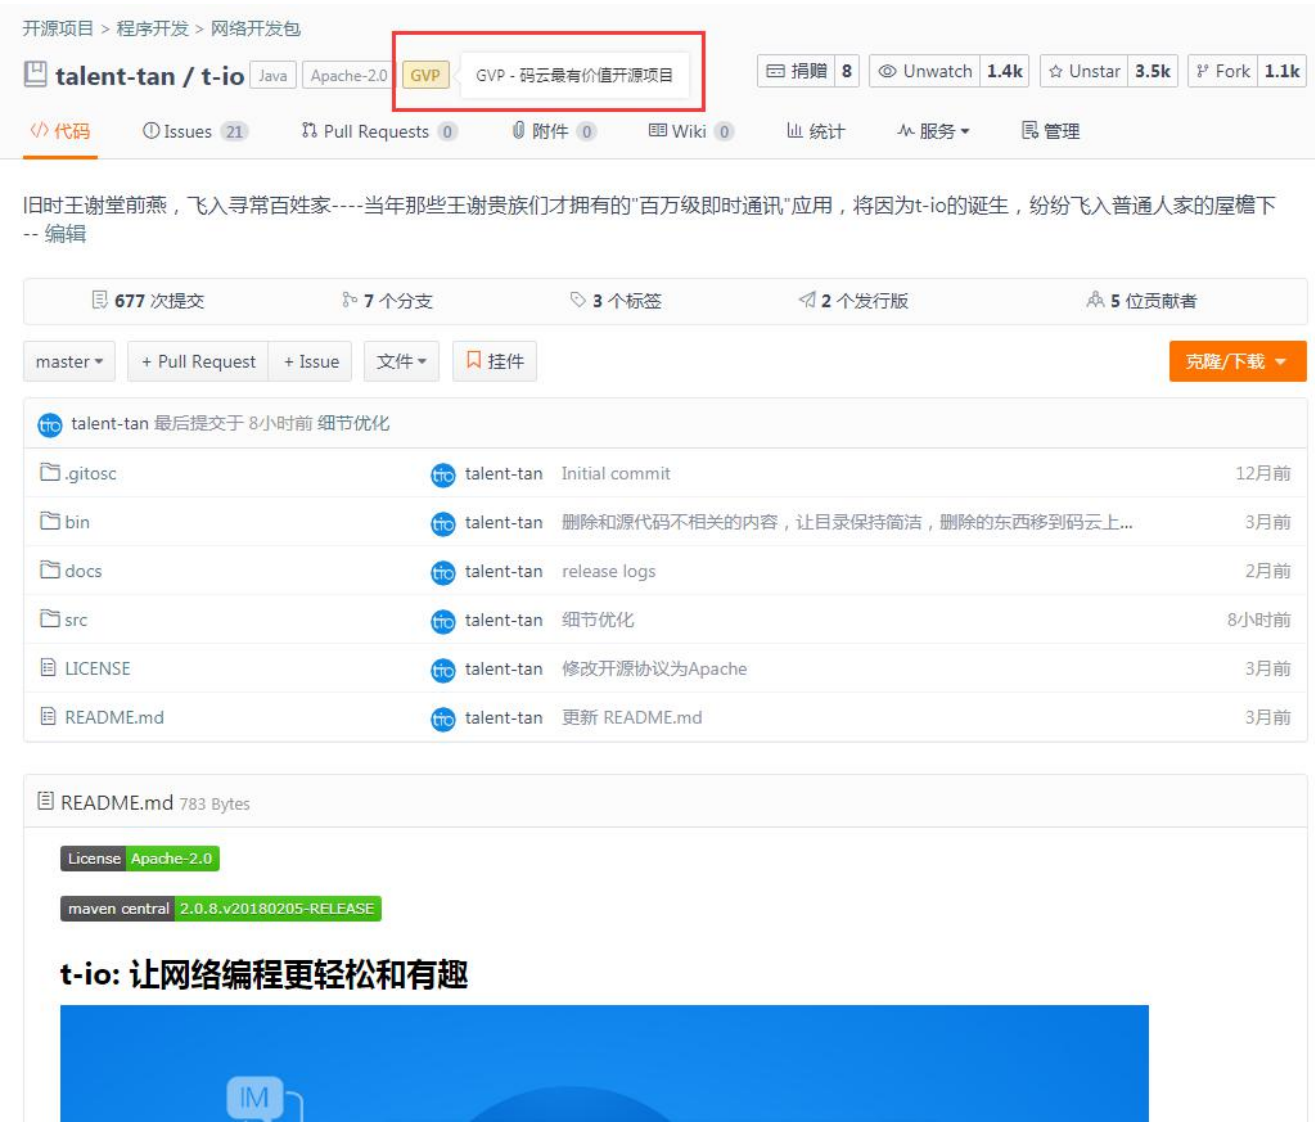 开源项目 > 程序开发 > 网络开发包
talent-tan / t-io Java Apache-2.0 GVP GVP - 码云最有价值开源项目 捐赠 8 Unwatch 1.4k Unstar 3.5k Fork 1.1k
代码 Issues 21 Pull Requests 0 附件 0 Wiki 0 统计 服务 管理
旧时王谢堂前燕，飞入寻常百姓家----当年那些王谢贵族们才拥有的"百万级即时通讯"应用，将因为t-io的诞生，纷纷飞入普通人家的屋檐下
-- 编辑
677 次提交 7 个分支 3 个标签 2 个发行版 5 位贡献者
master + Pull Request + Issue 文件 挂件 克隆/下载
tio talent-tan 最后提交于 8小时前 细节优化
.gitosc tio talent-tan Initial commit 12月前
bin tio talent-tan 删除和源代码不相关的内容，让目录保持简洁，删除的东西移到码云上... 3月前
docs tio talent-tan release logs 2月前
src tio talent-tan 细节优化 8小时前
LICENSE tio talent-tan 修改开源协议为Apache 3月前
README.md tio talent-tan 更新 README.md 3月前
README.md 783 Bytes
License Apache-2.0
maven central 2.0.8.v20180205-RELEASE
t-io: 让网络编程更轻松和有趣
IM